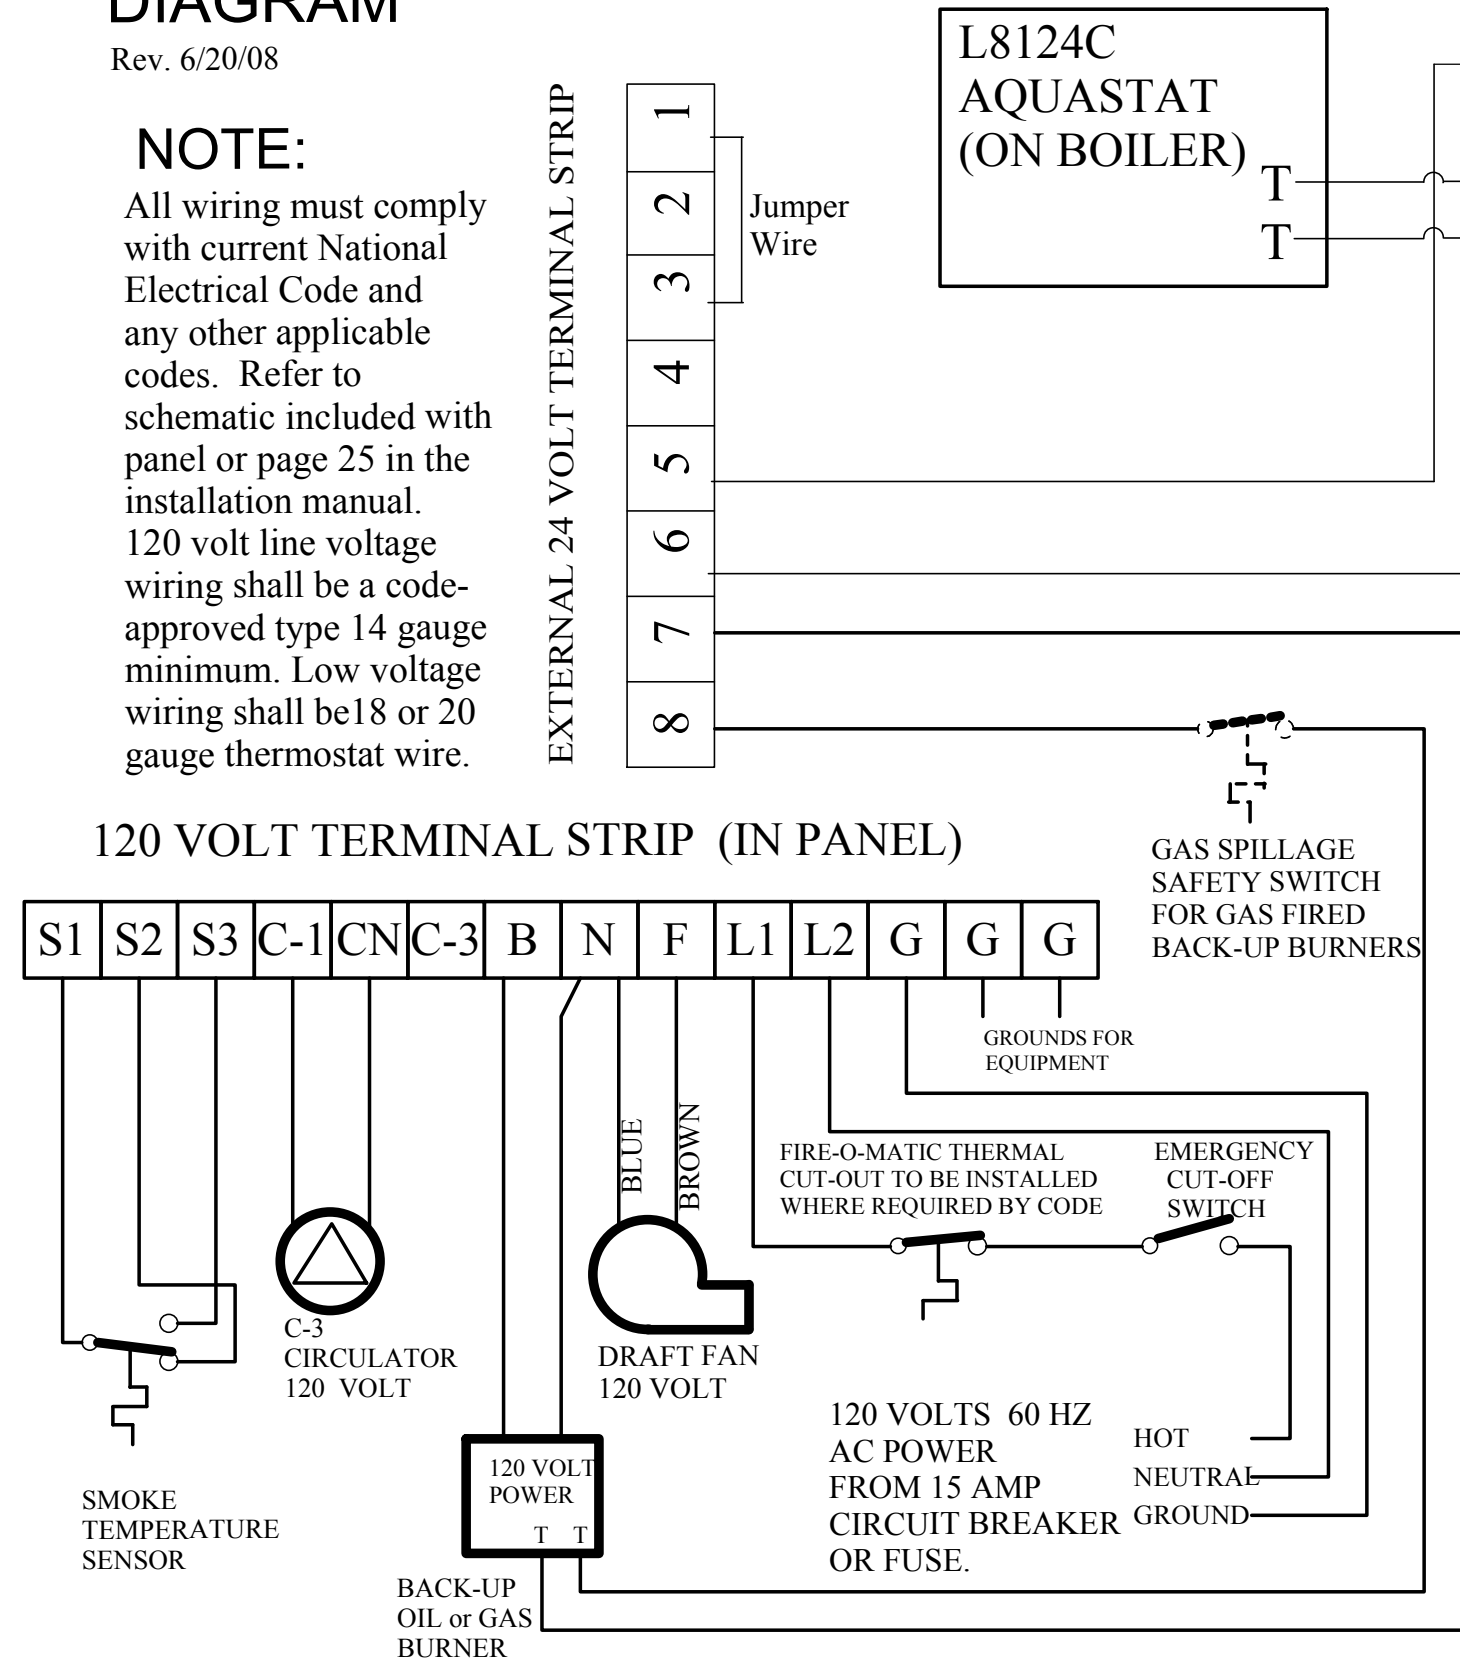 DIAGRAM
Rev. 6/20/08
NOTE:
All wiring must comply
with current National
Electrical Code and
any other applicable
codes.  Refer to
schematic included with
panel or page 25 in the
installation manual.
120 volt line voltage
wiring shall be a code-
approved type 14 gauge
minimum. Low voltage
wiring shall be18 or 20
gauge thermostat wire.
EXTERNAL 24 VOLT TERMINAL STRIP
1
2
3
4
5
6
7
8
Jumper
Wire
L8124C
AQUASTAT
(ON BOILER)
T
T
GAS SPILLAGE
SAFETY SWITCH
FOR GAS FIRED
BACK-UP BURNERS
120 VOLT TERMINAL STRIP  (IN PANEL)
S1 S2 S3 C-1 CN C-3 B N F L1 L2 G G G
GROUNDS FOR
EQUIPMENT
BLUE
BROWN
FIRE-O-MATIC THERMAL
CUT-OUT TO BE INSTALLED
WHERE REQUIRED BY CODE
EMERGENCY
CUT-OFF
SWITCH
C-3
CIRCULATOR
120  VOLT
DRAFT FAN
120 VOLT
SMOKE
TEMPERATURE
SENSOR
120 VOLT
POWER
T T
BACK-UP
OIL or GAS
BURNER
120 VOLTS  60 HZ
AC POWER
FROM 15 AMP
CIRCUIT BREAKER
OR FUSE.
HOT
NEUTRAL
GROUND